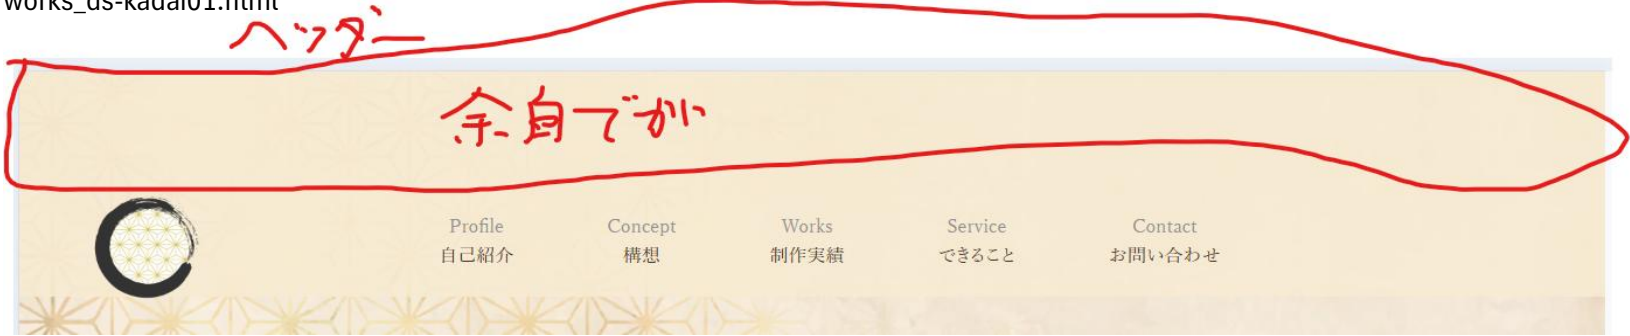 works_ds-kadai01.html
ヘッダー
余白でかい
Profile
自己紹介
Concept
構想
Works
制作実績
Service
できること
Contact
お問い合わせ